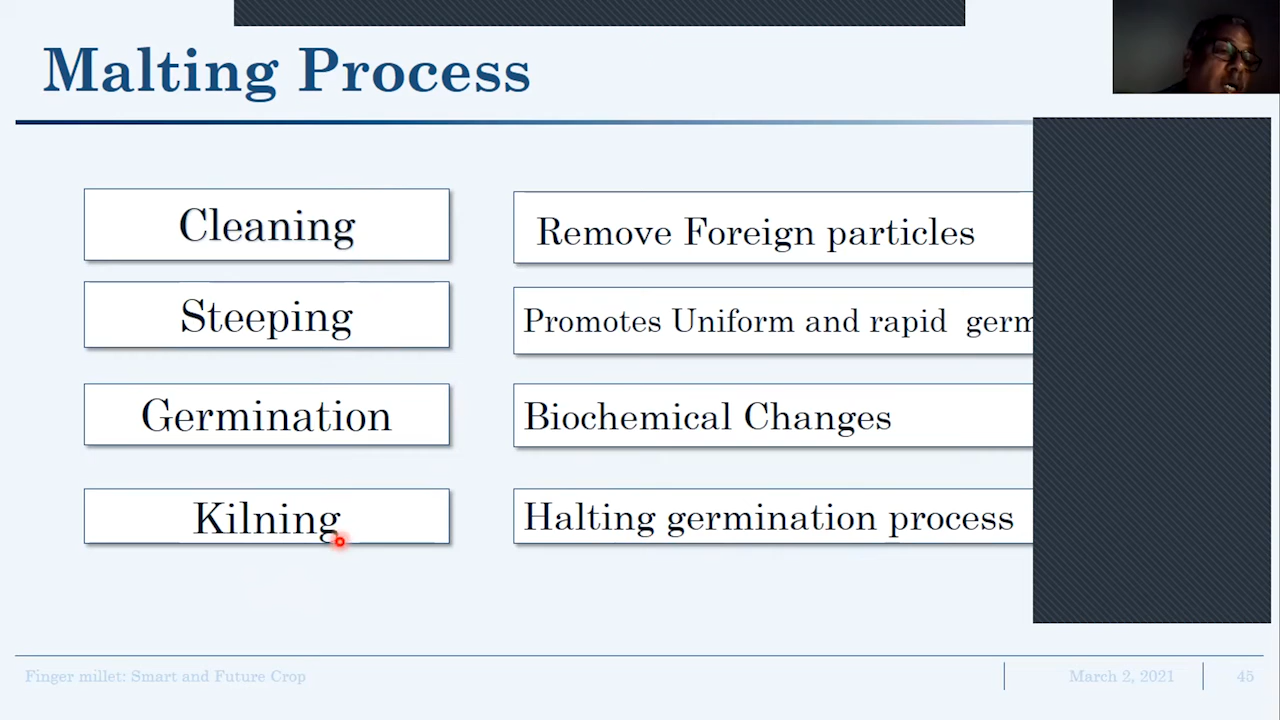 Malting Process
Cleaning
Remove Foreign particles
Steeping
Promotes Uniform and rapid
Germination
Biochemical Changes
Kilning
Halting germination process
Finger millet: Smart and Future Crop
March 2, 2021
45